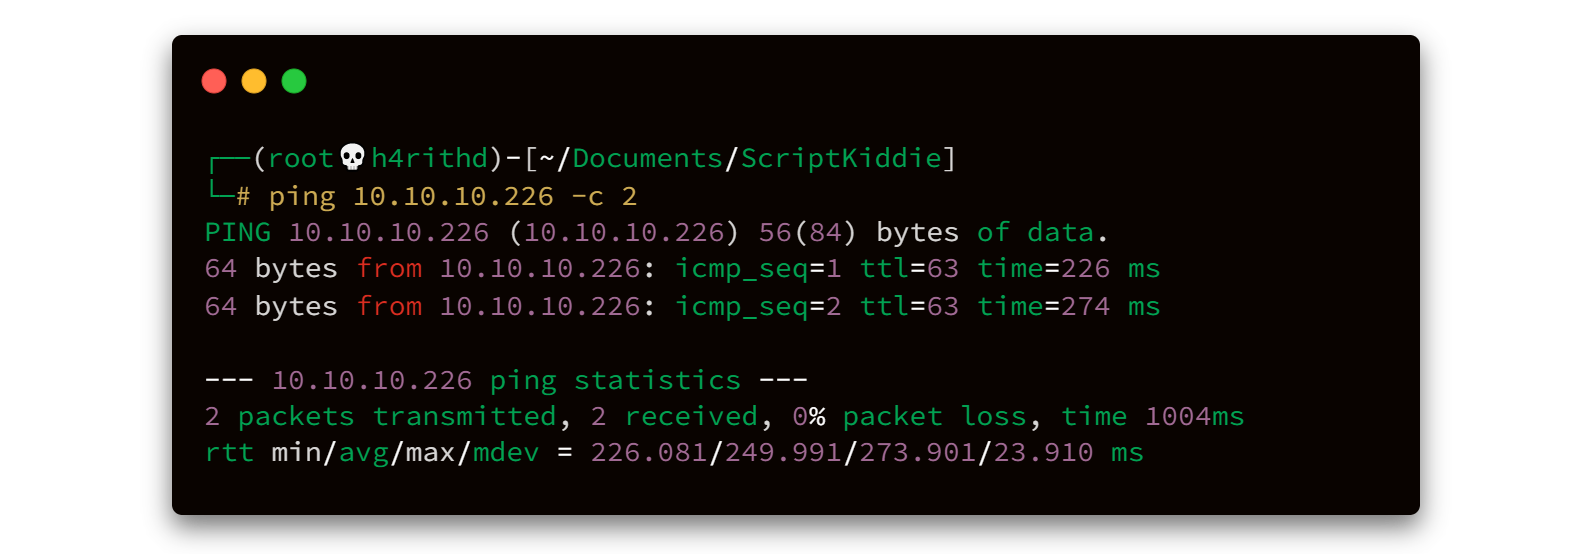 ┌──(root💀h4rithd)-[~/Documents/ScriptKiddie]
└─# ping 10.10.10.226 -c 2
PING 10.10.10.226 (10.10.10.226) 56(84) bytes of data.
64 bytes from 10.10.10.226: icmp_seq=1 ttl=63 time=226 ms
64 bytes from 10.10.10.226: icmp_seq=2 ttl=63 time=274 ms
--- 10.10.10.226 ping statistics ---
2 packets transmitted, 2 received, 0% packet loss, time 1004ms
rtt min/avg/max/mdev = 226.081/249.991/273.901/23.910 ms